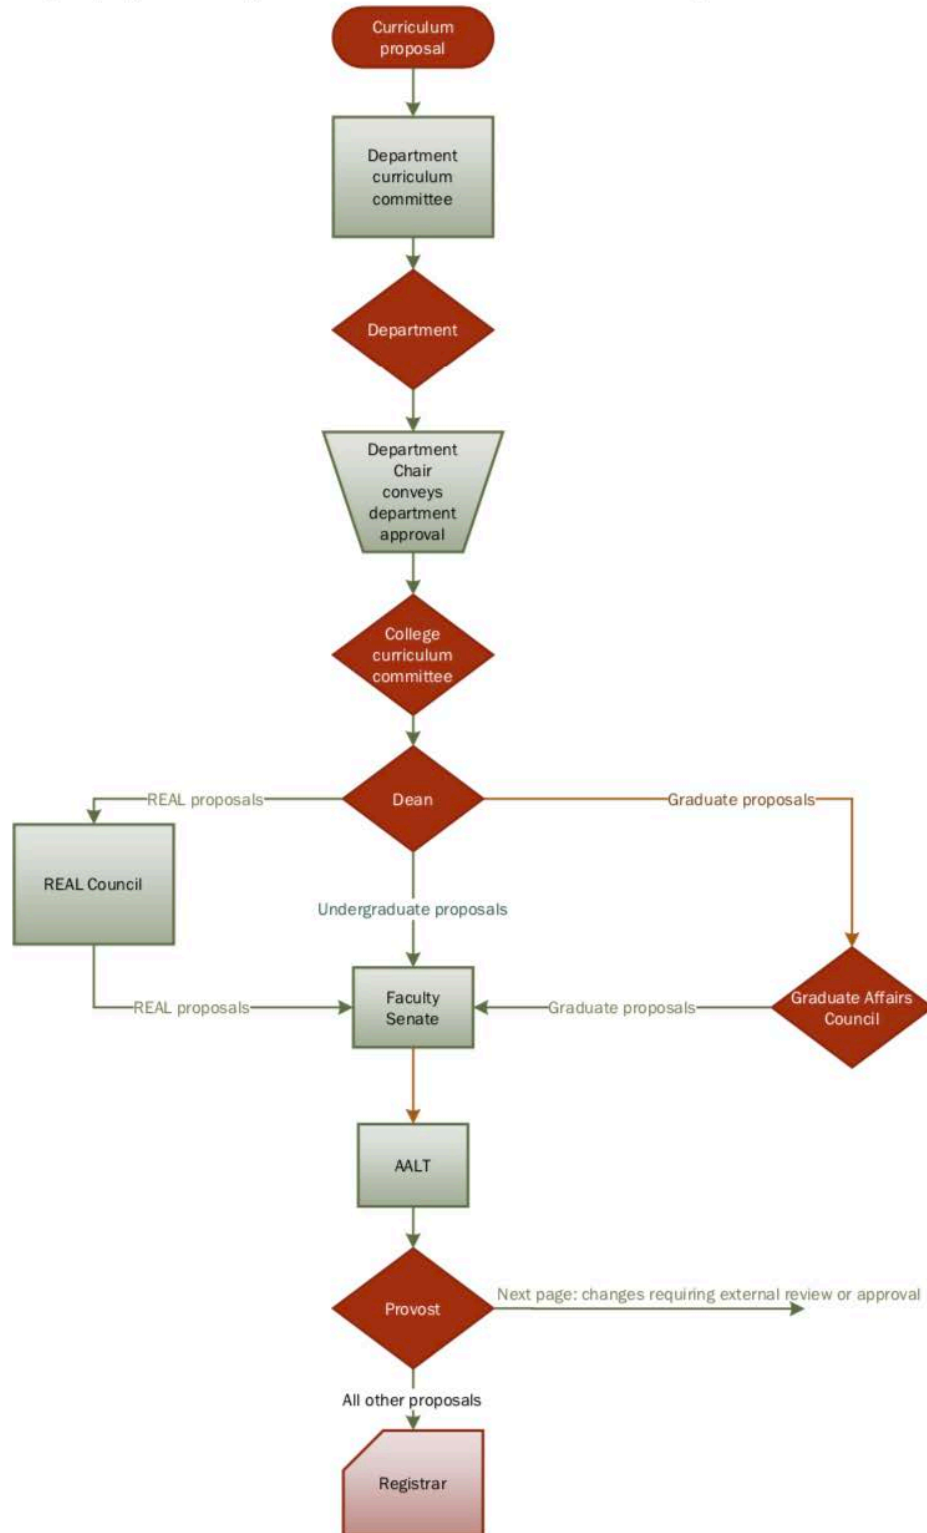 Curriculum
proposal
Department
curriculum
committee
Department
Department
Chair
conveys
department
approval
College
curriculum
committee
Dean
REAL proposals
Graduate proposals
REAL Council
Undergraduate proposals
Faculty
Senate
REAL proposals
Graduate proposals
Graduate Affairs
Council
AALT
Provost
Next page: changes requiring external review or approval
All other proposals
Registrar